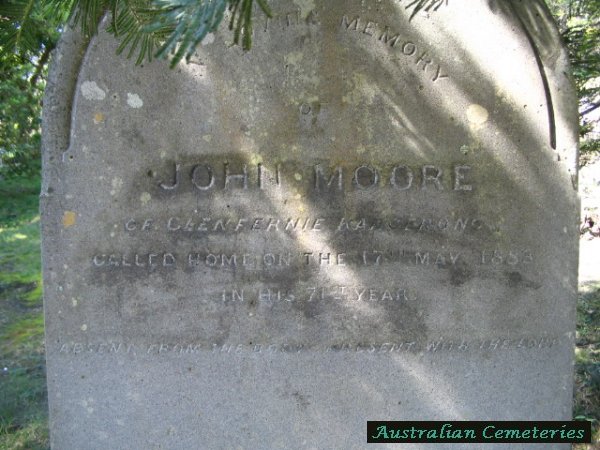 MEMORY
OF
JOHN MOORE
OF GLENFERNIE
CALLED HOME ON THE 17TH MAY 1883
IN HIS 71ST YEAR
ABSENT FROM THE BODY PRESENT WITH THE LORD
Australian Cemeteries